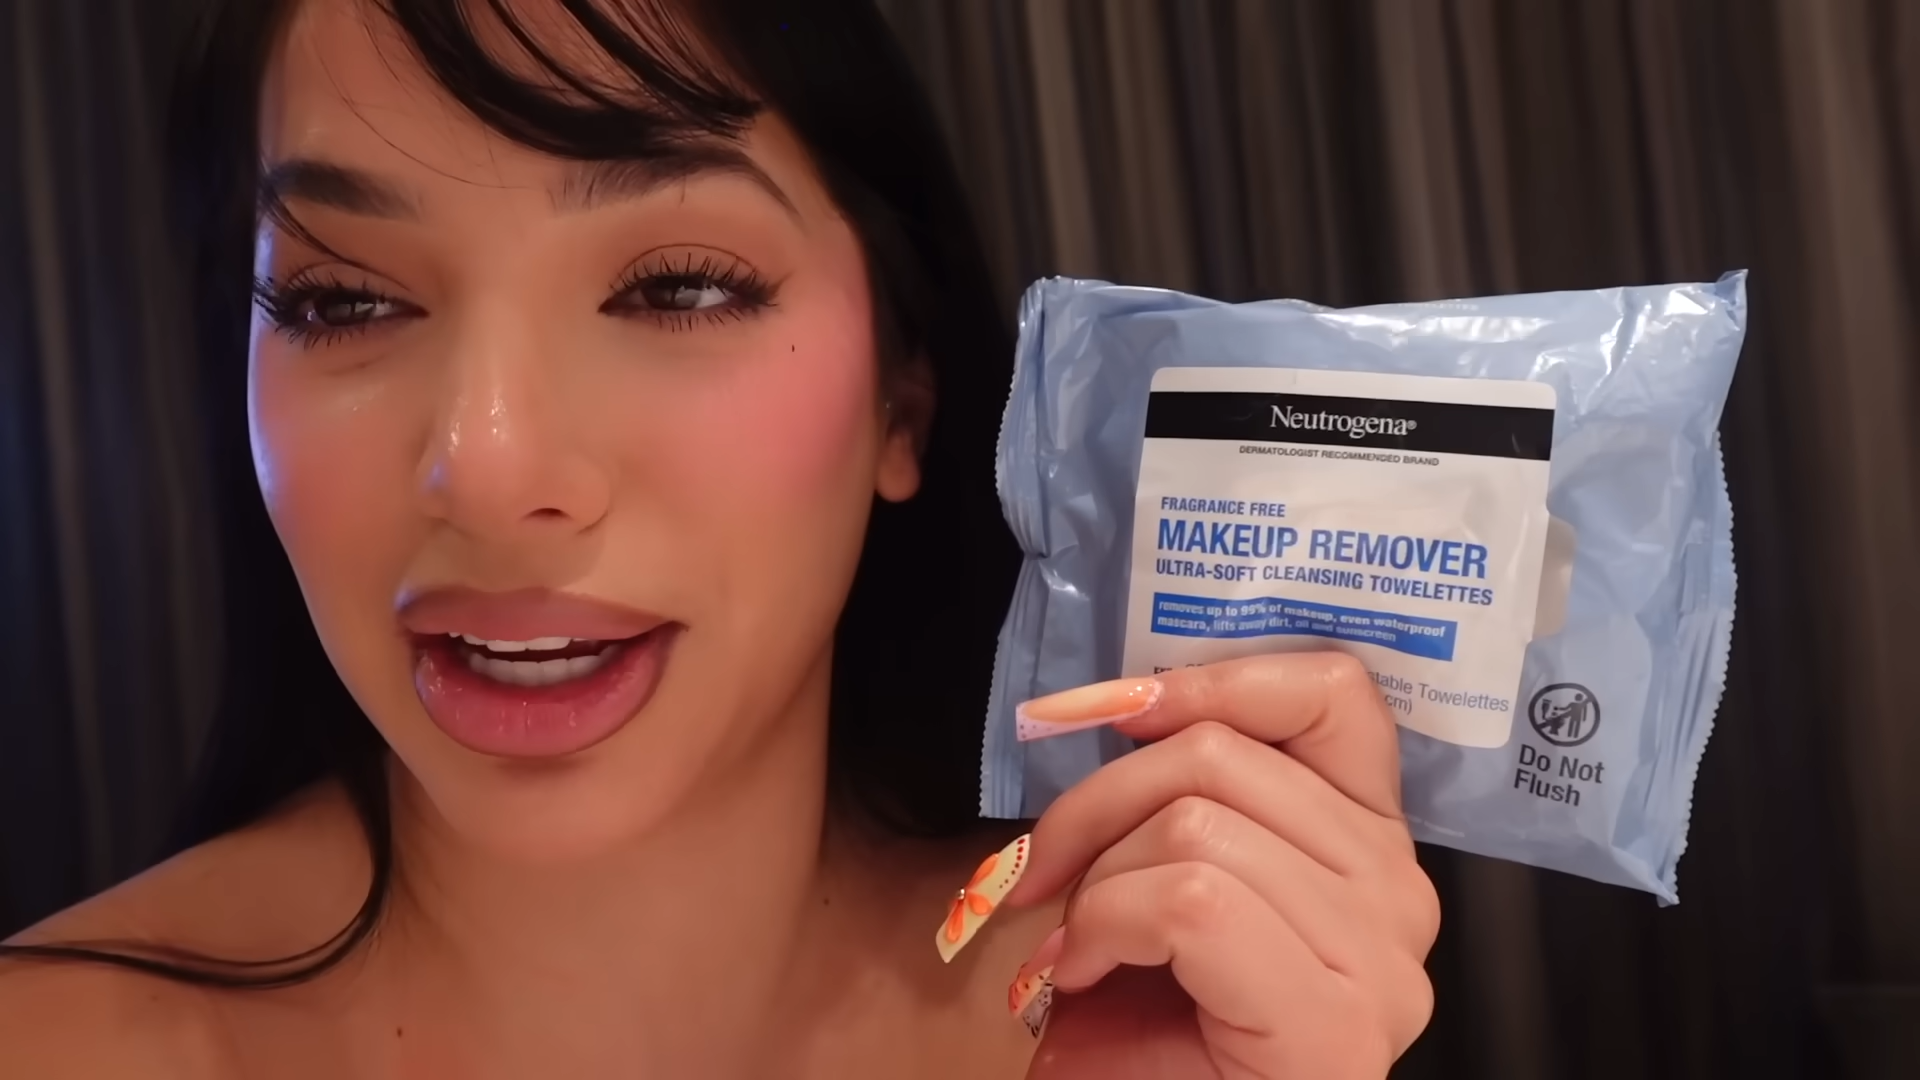 Neutrogena®
DERMATOLOGIST RECOMMENDED BRAND
FRAGRANCE FREE
MAKEUP REMOVER
ULTRA-SOFT CLEANSING TOWELETTES
removes up to 99% of makeup, even waterproof
mascara, lifts away dirt, oil and sunscreen
Towelettes
cm)
Do Not
Flush